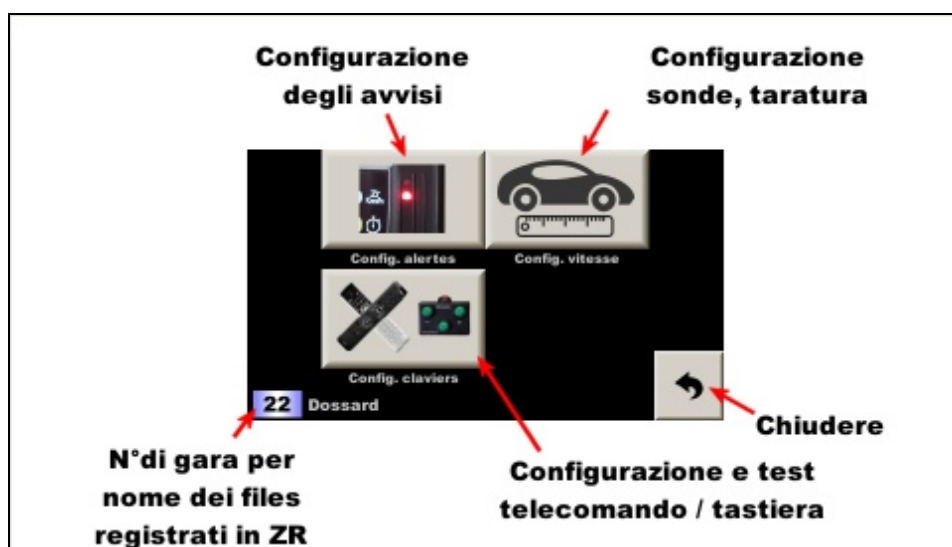 Configurazione
degli avvisi
Configurazione
sonde, taratura
Zr
Config. alertes
Config. vitesse
Config. claviers
22 Dossard
Chiudere
N°di gara per
nome dei files
registrati in ZR
Configurazione e test
telecomando / tastiera